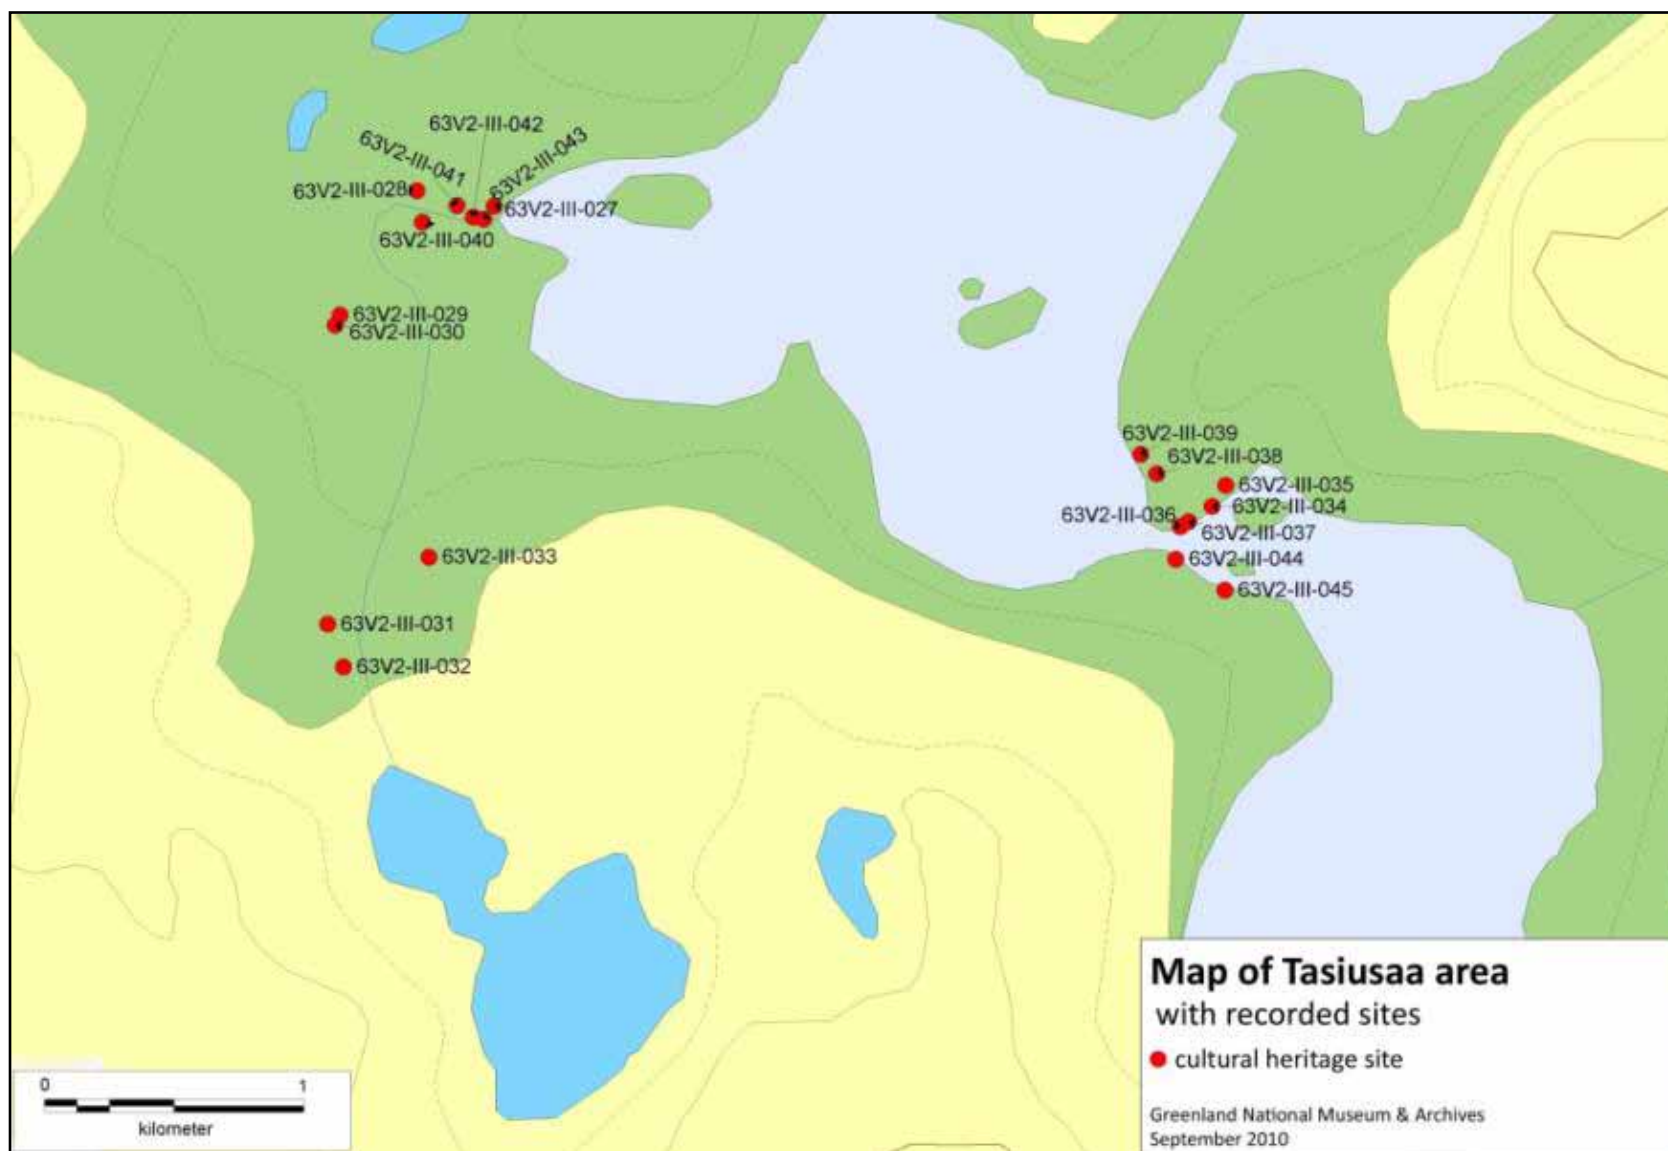 63V2-III-042
63V2-III-041
63V2-III-043
63V2-III-028
63V2-III-027
63V2-III-040
63V2-III-029
63V2-III-030
63V2-III-039
63V2-III-038
63V2-III-035
63V2-III-034
63V2-III-036
63V2-III-037
63V2-III-033
63V2-III-044
63V2-III-045
63V2-III-031
63V2-III-032
Map of Tasiusaa area
with recorded sites
cultural heritage site
Greenland National Museum & Archives
September 2010
0 1
kilometer